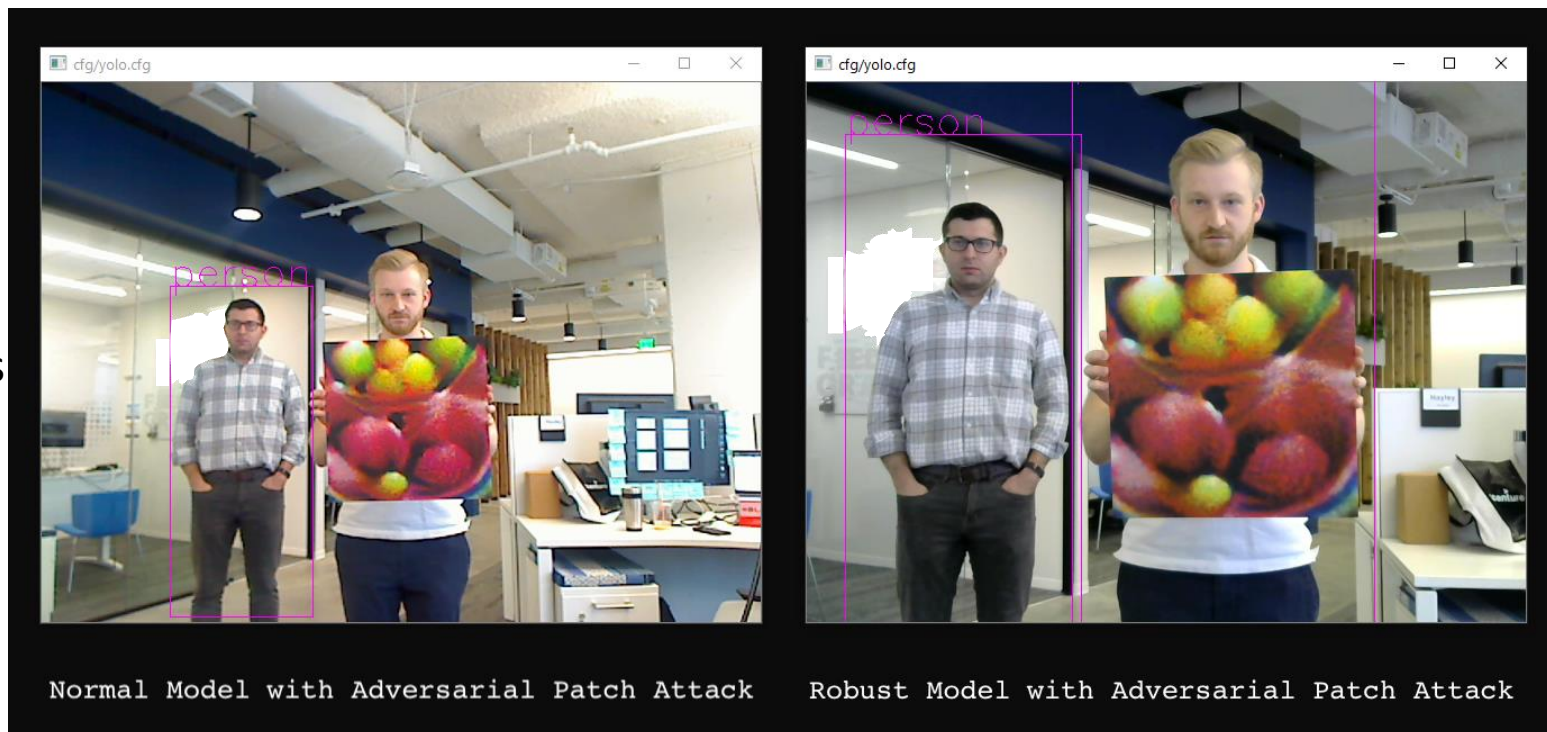 cfg/yolo.cfg
cfg/yolo.cfg
person
person
Hayley
s
Normal Model with Adversarial Patch Attack
Robust Model with Adversarial Patch Attack